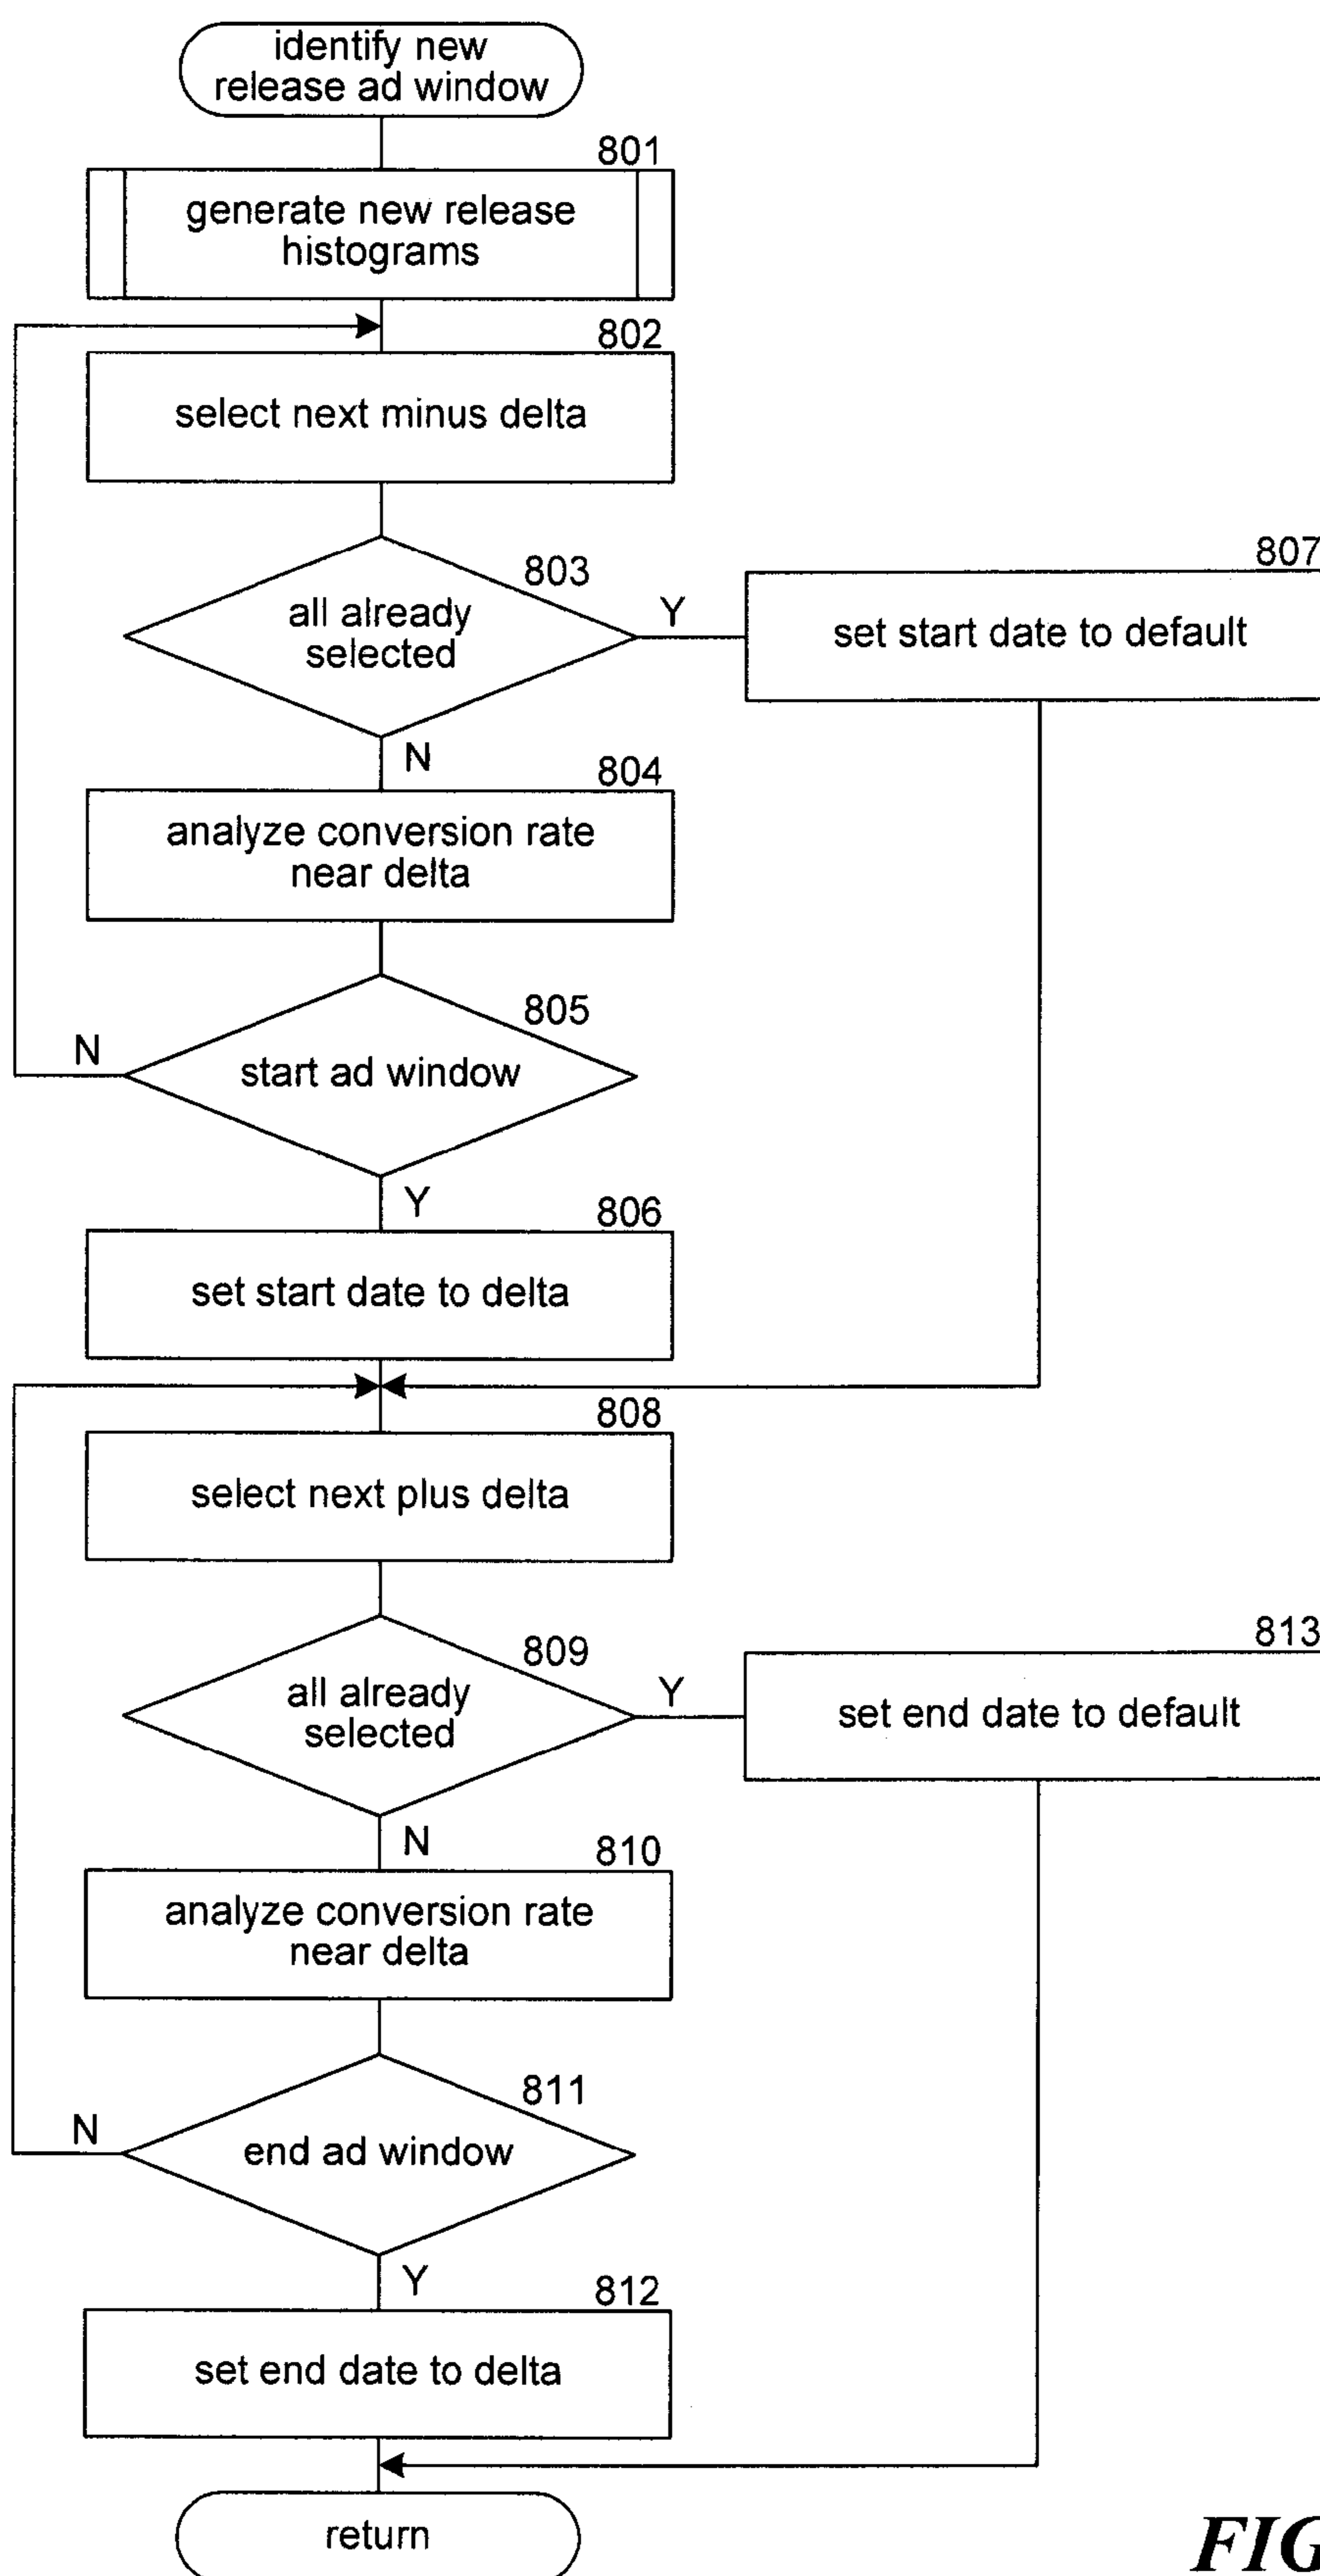 identify new
release ad window
801
generate new release
histograms
802
select next minus delta
803
all already
selected
Y
807
set start date to default
N
804
analyze conversion rate
near delta
805
start ad window
N
Y
806
set start date to delta
808
select next plus delta
809
all already
selected
Y
813
set end date to default
N
810
analyze conversion rate
near delta
811
end ad window
N
Y
812
set end date to delta
return
FIG